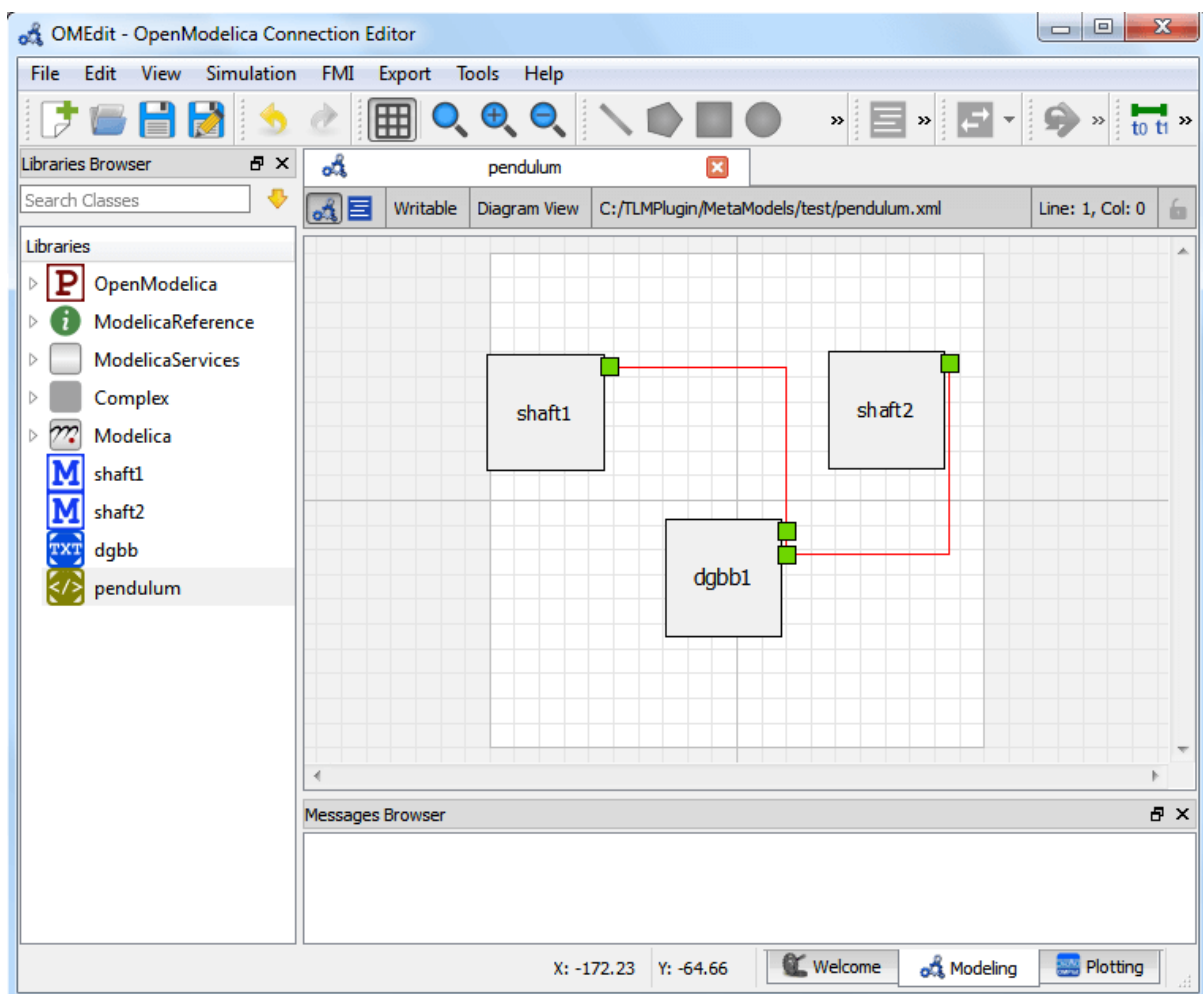 OMEdit - OpenModelica Connection Editor
File Edit View Simulation FMI Export Tools Help
» » » t0 t1 »
Libraries Browser
pendulum
Search Classes
Writable Diagram View C:/TLMPlugin/MetaModels/test/pendulum.xml Line: 1, Col: 0
Libraries
P OpenModelica
i ModelicaReference
ModelicaServices
Complex
Modelica
M shaft1
M shaft2
TXT dgbb
</> pendulum
shaft1
shaft2
dgbb1
Messages Browser
X: -172.23 Y: -64.66 Welcome Modeling Plotting